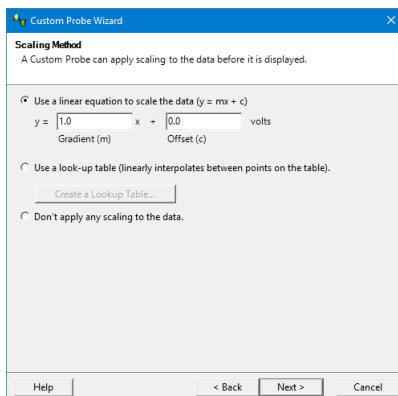 Custom Probe Wizard
Scaling Method
A Custom Probe can apply scaling to the data before it is displayed.
Use a linear equation to scale the data (y = mx + c)
y = 1.0 x + 0.0 volts
Gradient (m) Offset (c)
Use a look-up table (linearly interpolates between points on the table).
Create a Lookup Table...
Don't apply any scaling to the data.
Help < Back Next > Cancel